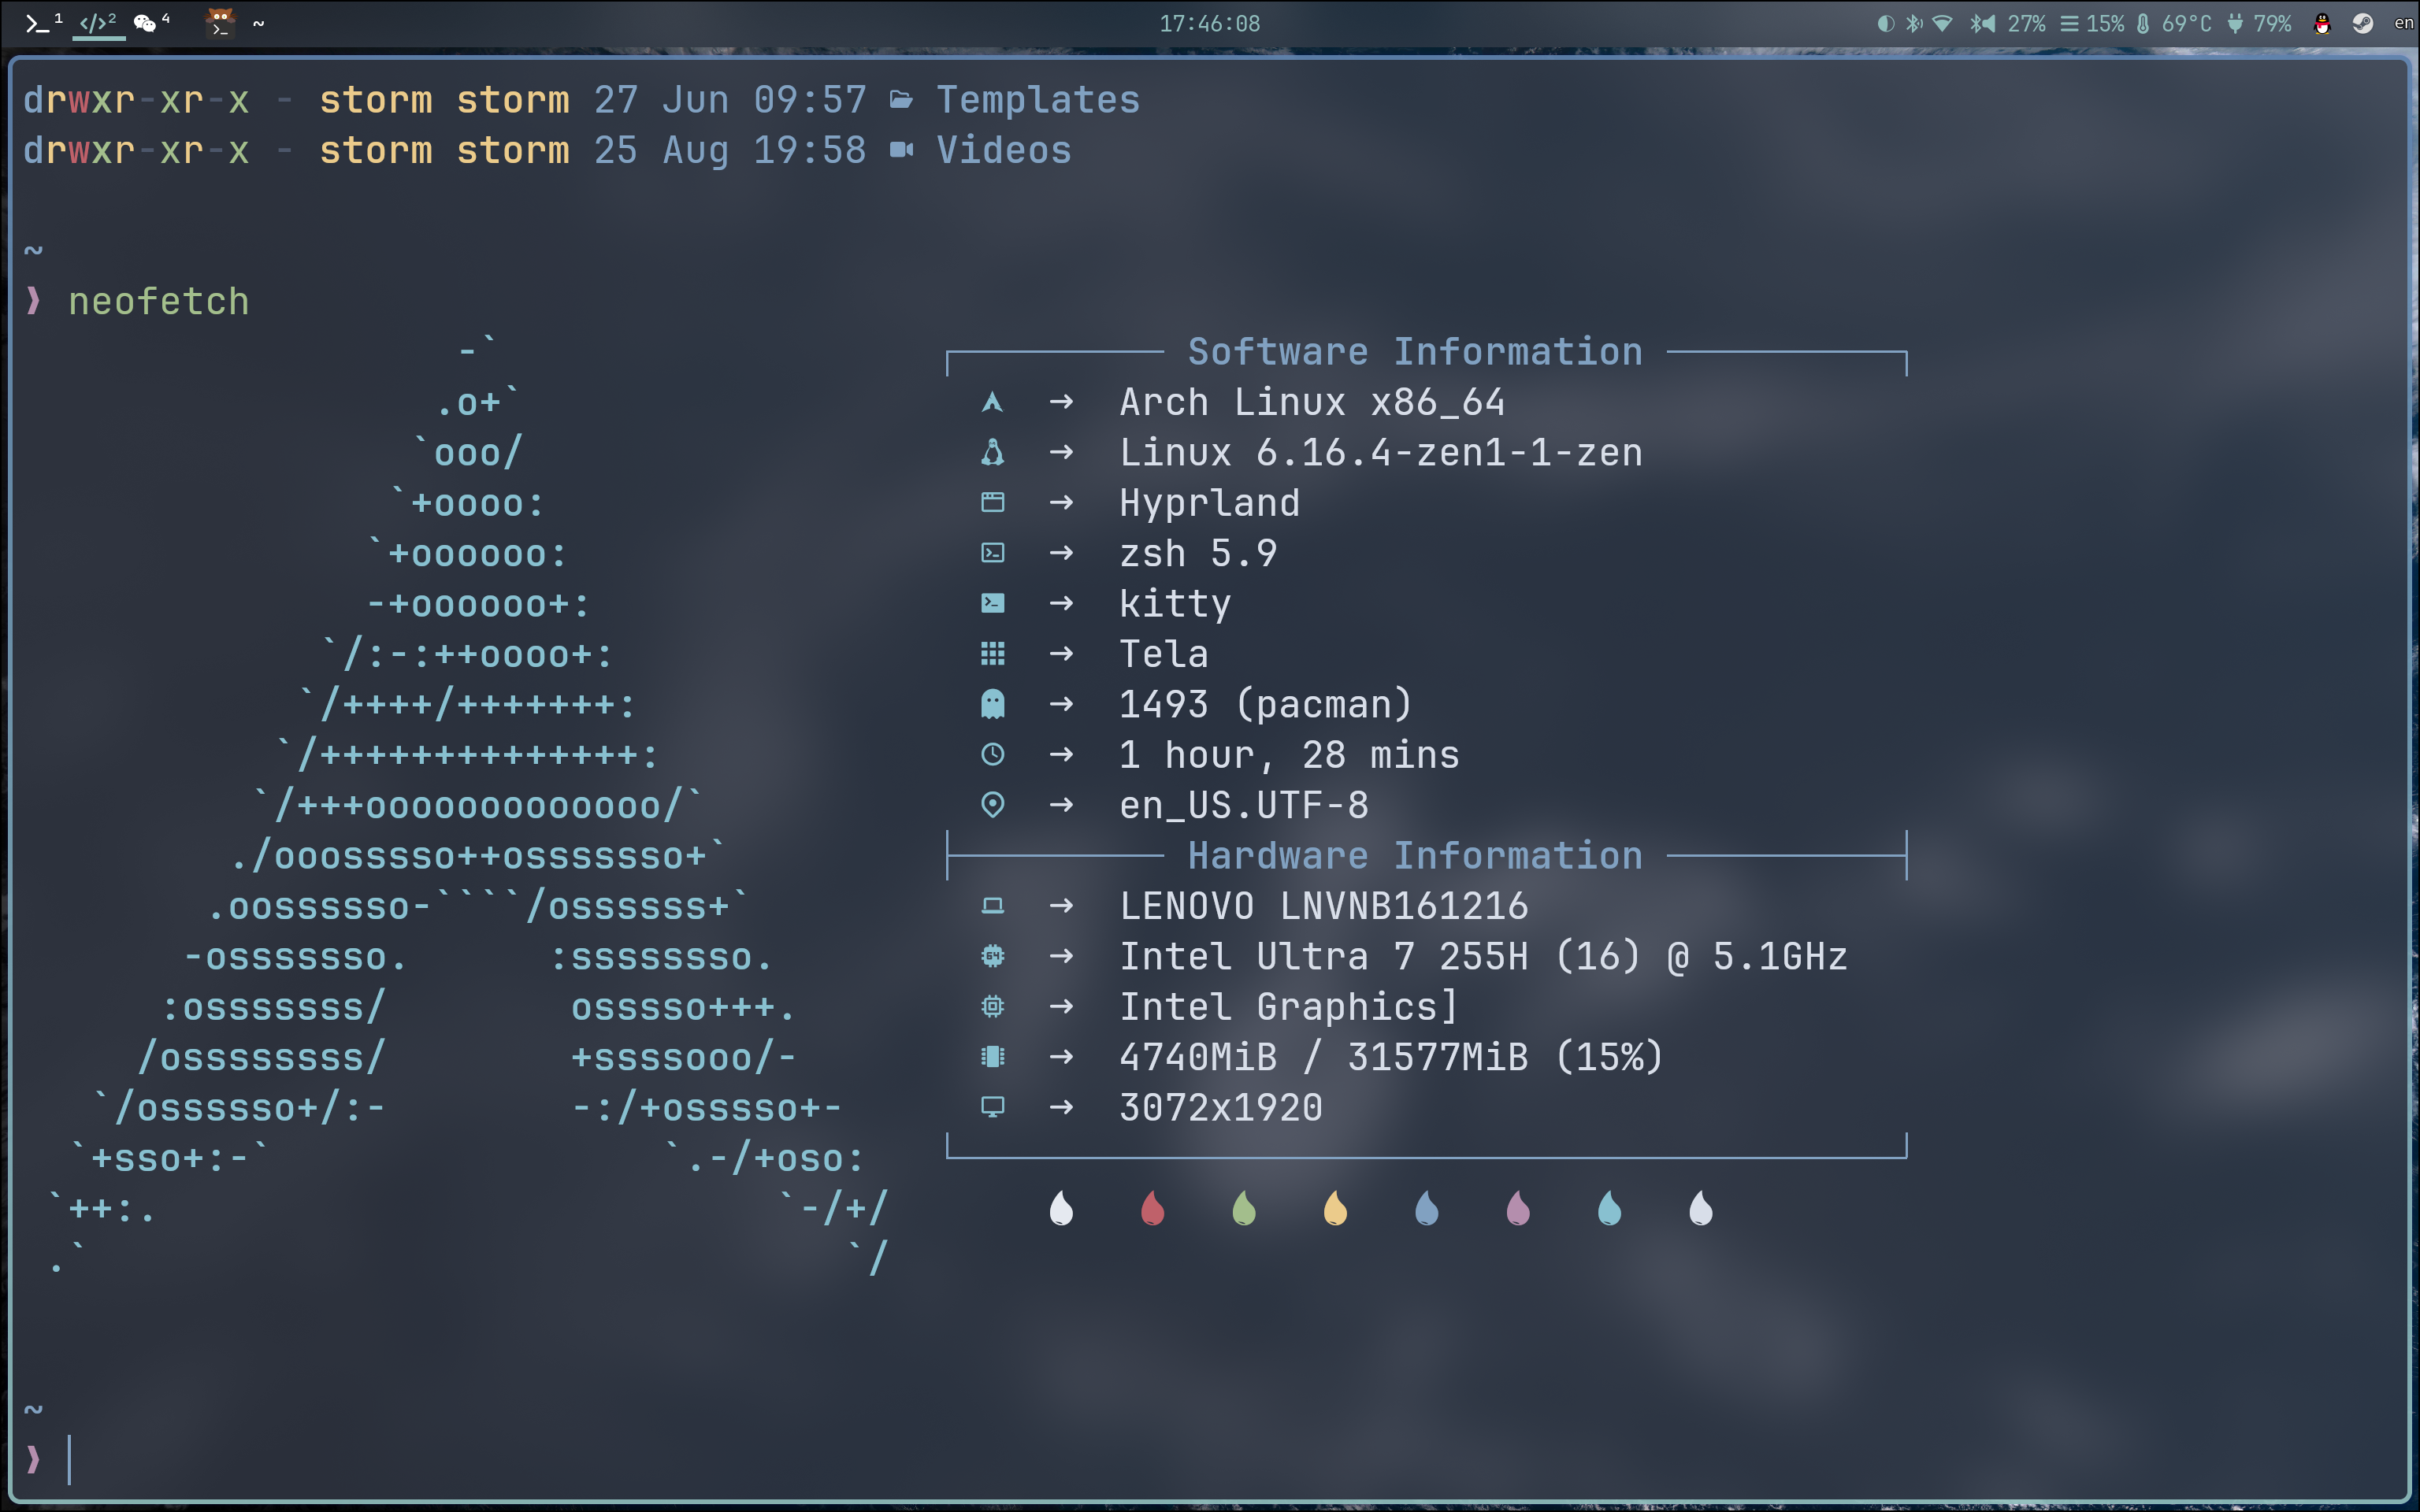 1 </> 2 4 ~ 17:46:08 27% 15% 69°C 79% en
drwxr-xr-x - storm storm 27 Jun 09:57 Templates
drwxr-xr-x - storm storm 25 Aug 19:58 Videos
~
❱ neofetch
-`
.o+`
`ooo/
`+oooo:
`+oooooo:
-+oooooo+:
`/:-:++oooo+:
`/++++/+++++++:
`/++++++++++++++:
`/+++ooooooooooooo/`
./ooosssso++osssssso+`
.oossssso-````/ossssss+`
-osssssso. :ssssssso.
:osssssss/ osssso+++.
/ossssssss/ +ssssooo/-
`/ossssso+/:- -:/+osssso+-
`+sso+:-` `.-/+oso:
`++:. `-/+/
.` `/
Software Information
→ Arch Linux x86_64
→ Linux 6.16.4-zen1-1-zen
→ Hyprland
→ zsh 5.9
→ kitty
→ Tela
→ 1493 (pacman)
→ 1 hour, 28 mins
→ en_US.UTF-8
Hardware Information
→ LENOVO LNVNB161216
→ Intel Ultra 7 255H (16) @ 5.1GHz
→ Intel Graphics]
→ 4740MiB / 31577MiB (15%)
→ 3072x1920
~
❱